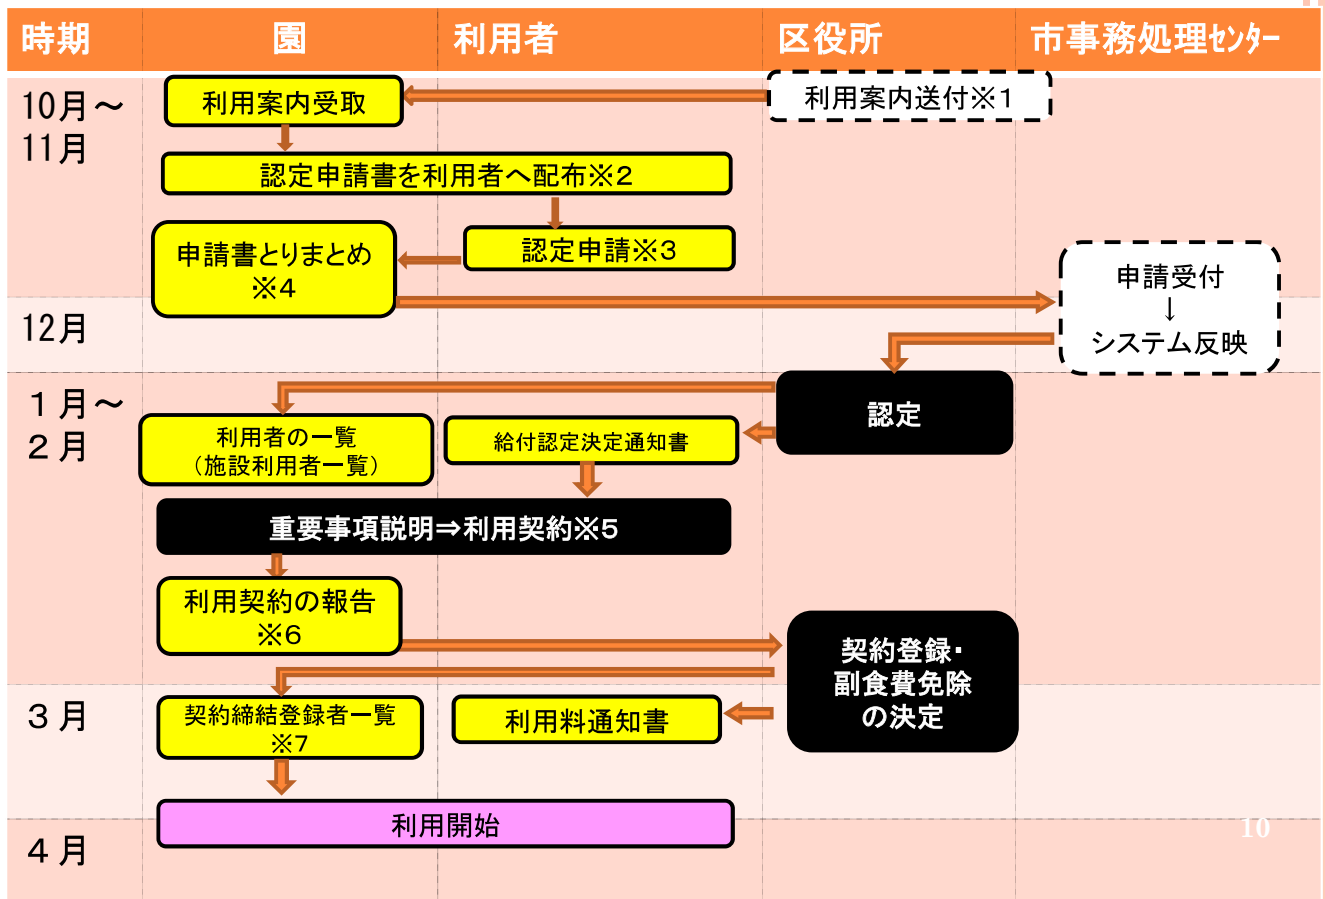 時期 園 利用者 区役所 市事務処理ｾﾝﾀｰ
10月～
11月
利用案内受取
利用案内送付※1
認定申請書を利用者へ配布※2
認定申請※3
申請書とりまとめ
※4
申請受付
↓
システム反映
12月
認定
１月～
２月
利用者の一覧
（施設利用者一覧）
給付認定決定通知書
重要事項説明⇒利用契約※5
利用契約の報告
※6
契約登録・
副食費免除
の決定
３月
契約締結登録者一覧
※7
利用料通知書
利用開始
４月
10